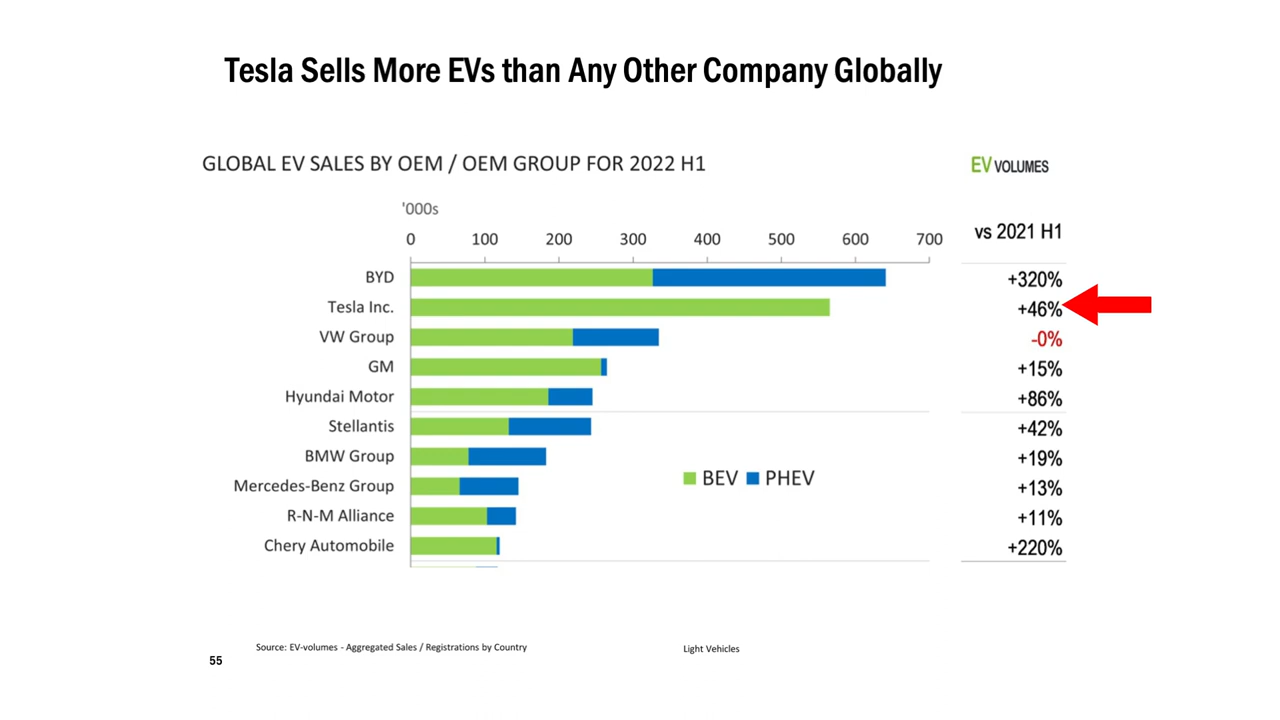 Tesla Sells More EVs than Any Other Company Globally
GLOBAL EV SALES BY OEM / OEM GROUP FOR 2022 H1
EV VOLUMES
'000s
vs 2021 H1
0 100 200 300 400 500 600 700
BYD +320%
Tesla Inc. +46%
VW Group -0%
GM +15%
Hyundai Motor +86%
Stellantis +42%
BMW Group +19%
BEV PHEV
Mercedes-Benz Group +13%
R-N-M Alliance +11%
Chery Automobile +220%
Source: EV-volumes - Aggregated Sales / Registrations by Country
Light Vehicles
55